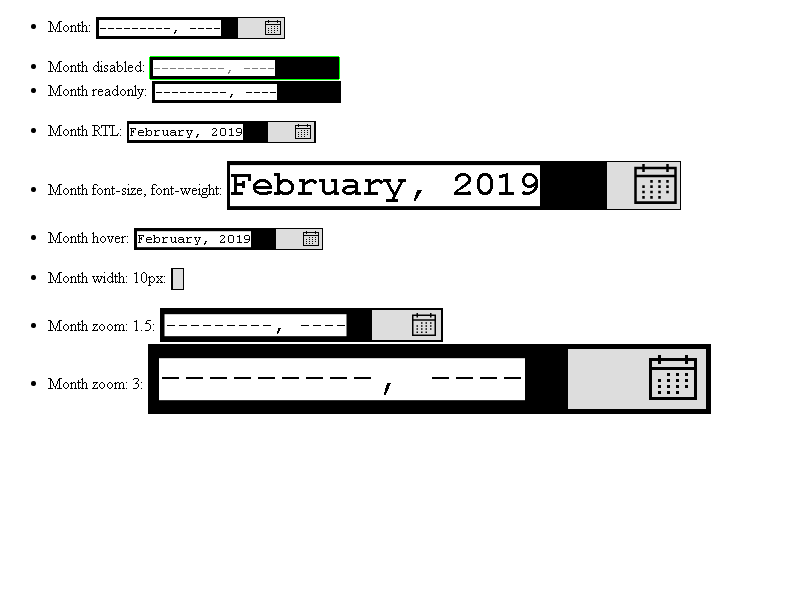 Month: ---------, ----
Month disabled: ---------, ----
Month readonly: ---------, ----
Month RTL: February, 2019
Month font-size, font-weight: February, 2019
Month hover: February, 2019
Month width: 10px:
Month zoom: 1.5: ---------, ----
Month zoom: 3: ---------, ----